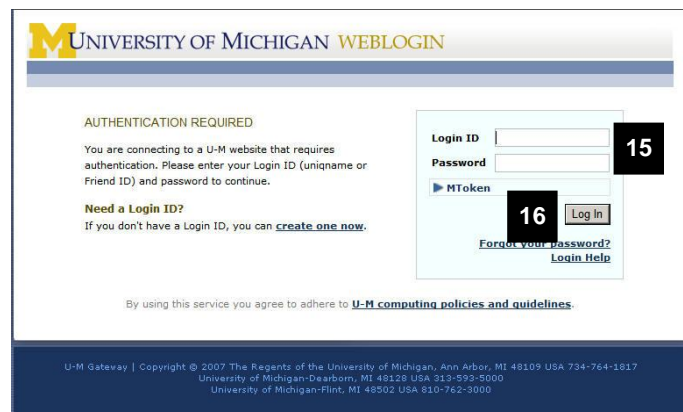 M UNIVERSITY OF MICHIGAN WEBLOGIN
AUTHENTICATION REQUIRED
You are connecting to a U-M website that requires
authentication. Please enter your Login ID (uniqname or
Friend ID) and password to continue.
Need a Login ID?
If you don't have a Login ID, you can create one now.
Login ID
15
Password
MToken
16
Log In
Forgot your password?
Login Help
By using this service you agree to adhere to U-M computing policies and guidelines.
U-M Gateway | Copyright © 2007 The Regents of the University of Michigan, Ann Arbor, MI 48109 USA 734-764-1817
University of Michigan-Dearborn, MI 48128 USA 313-593-5000
University of Michigan-Flint, MI 48502 USA 810-762-3000